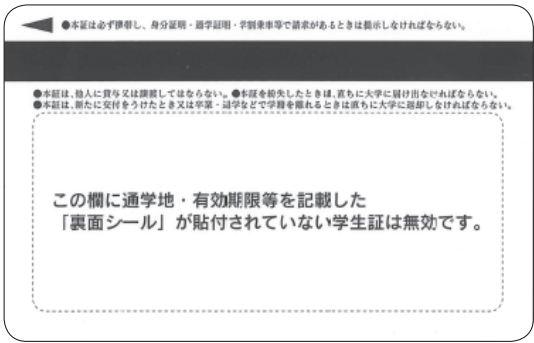 ●本証は必ず携帯し、身分証明・通学証明・学割乗車等で請求があるときは掲示しなければならない。
●本証は、他人に貸与又は譲渡してはならない。●本証を紛失したときは、直ちに大学に届け出なければならない。
●本証は、新たに交付をうけたとき又は卒業・退学などで学籍を離れるときは直ちに大学に返却しなければならない。
この欄に通学地・有効期限等を記載した
「裏面シール」が貼付されていない学生証は無効です。